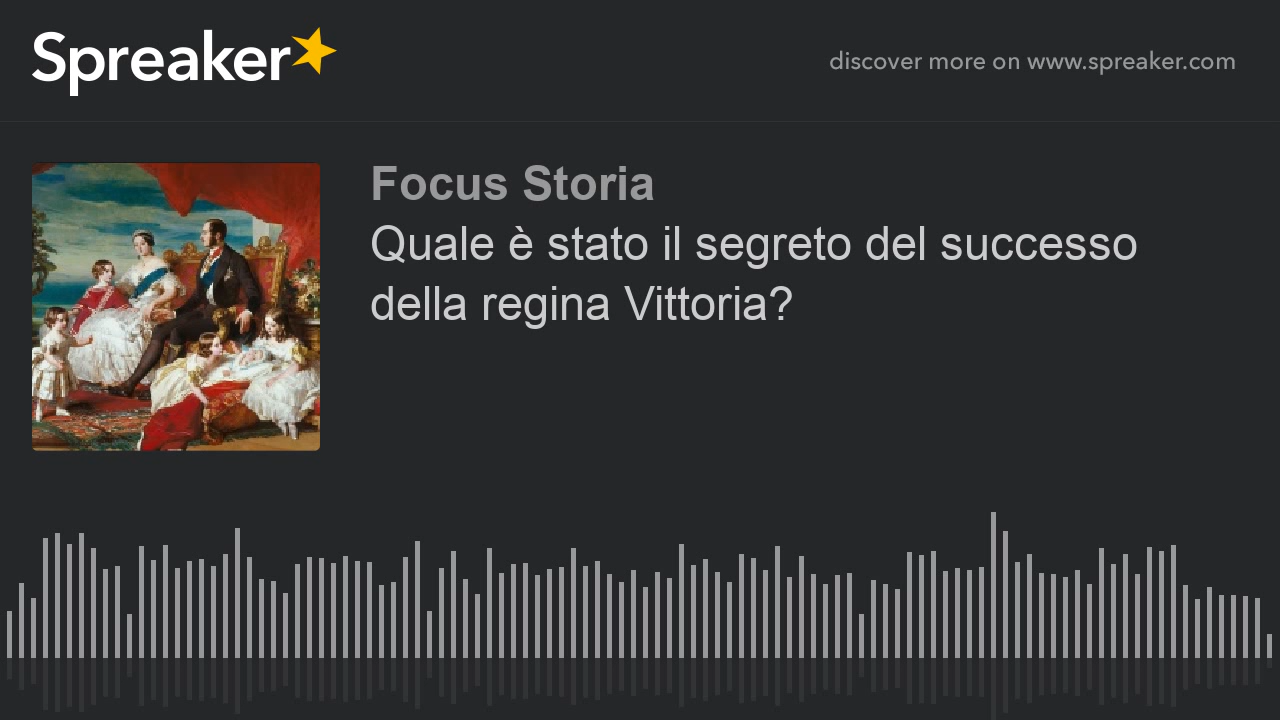 Spreaker
discover more on www.spreaker.com
Focus Storia
Quale è stato il segreto del successo
della regina Vittoria?